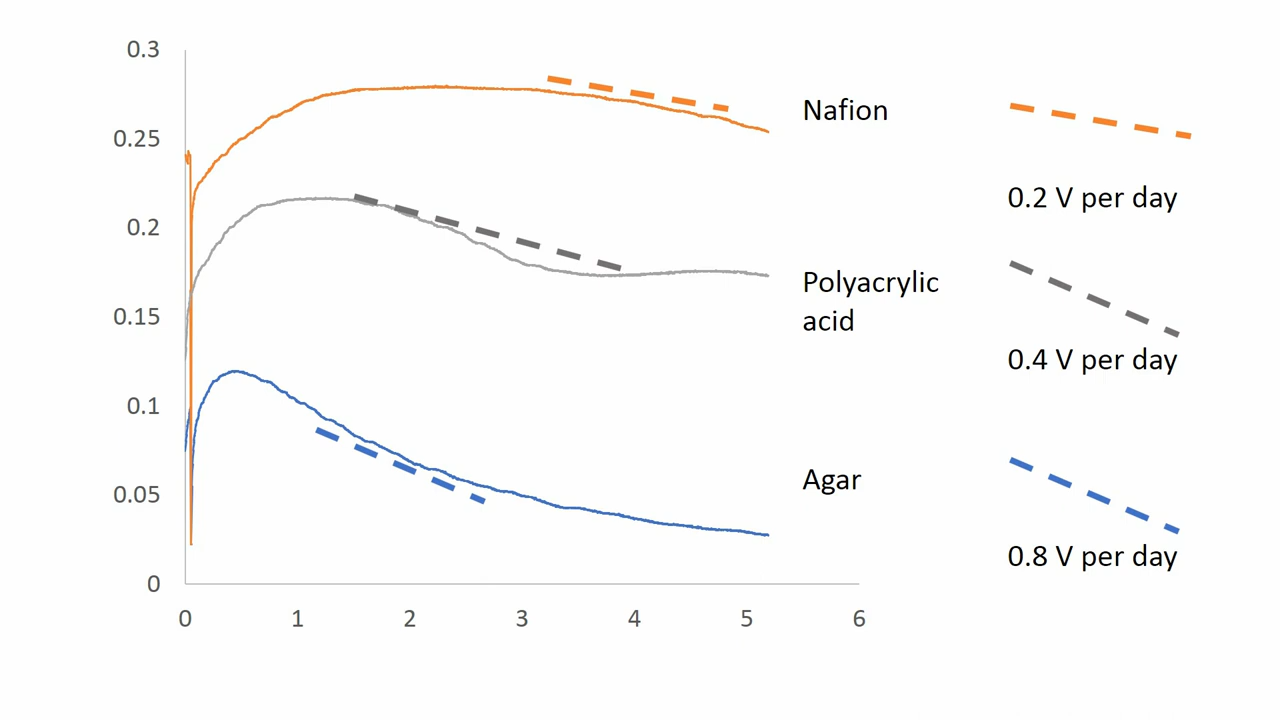 0.3
0.25
0.2
0.15
0.1
0.05
0
0 1 2 3 4 5 6
Nafion
0.2 V per day
Polyacrylic
acid
0.4 V per day
Agar
0.8 V per day